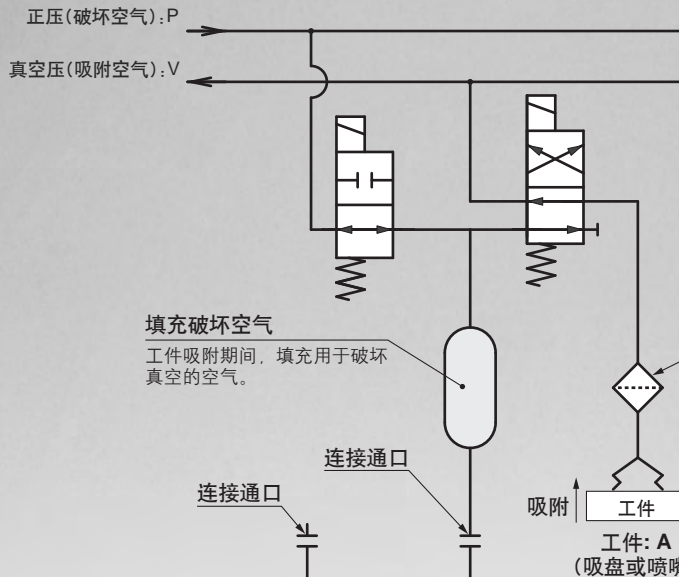 正压(破坏空气):P
真空压(吸附空气):V
填充破坏空气
工件吸附期间，填充用于破坏
真空的空气。
连接通口
连接通口
吸附
工件
工件: A
(吸盘或喷嘴